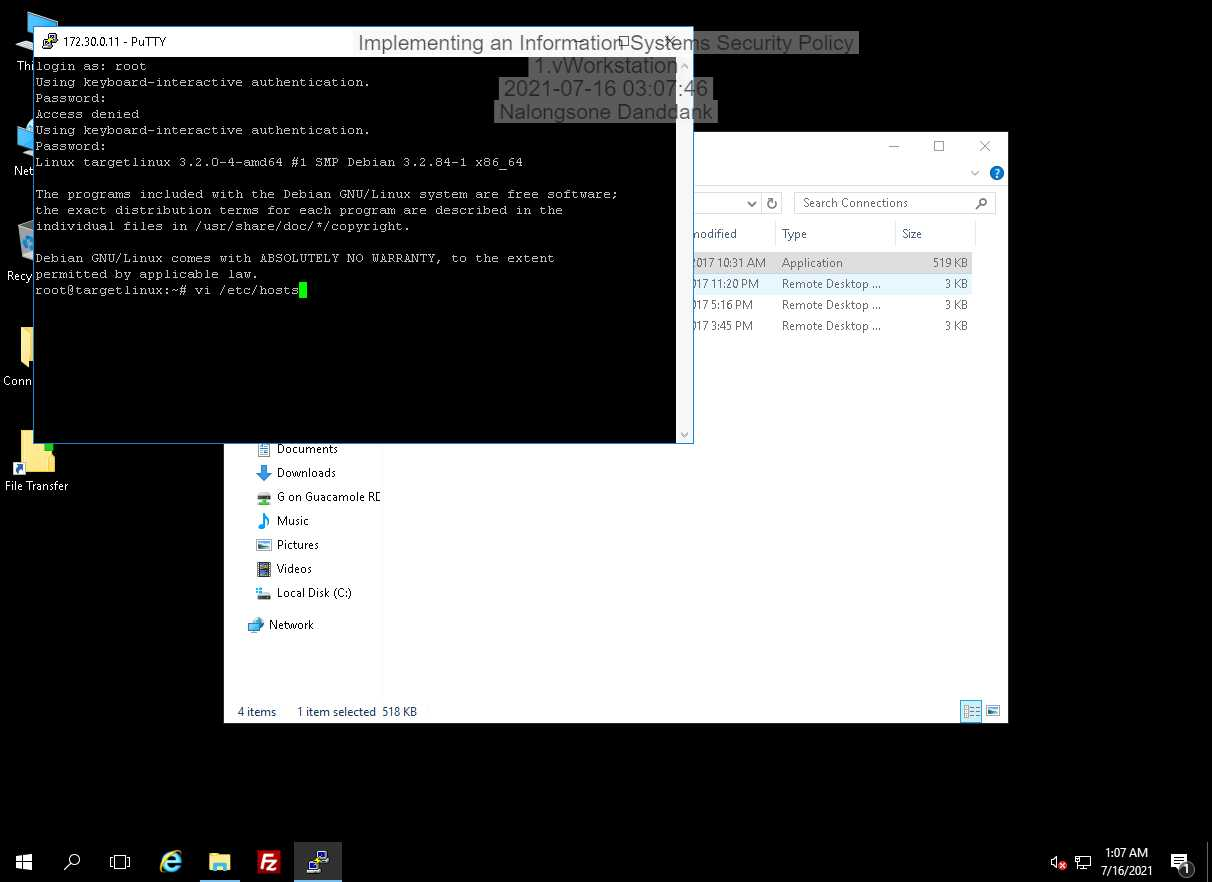 172.30.0.11 - PuTTY
Implementing an Information Systems Security Policy
1.vWorkstation
2021-07-16 03:07:46
Nalongsone Danddank
login as: root
Using keyboard-interactive authentication.
Password:
Access denied
Using keyboard-interactive authentication.
Password:
Linux targetlinux 3.2.0-4-amd64 #1 SMP Debian 3.2.84-1 x86_64
The programs included with the Debian GNU/Linux system are free software;
the exact distribution terms for each program are described in the
individual files in /usr/share/doc/*/copyright.
Debian GNU/Linux comes with ABSOLUTELY NO WARRANTY, to the extent
permitted by applicable law.
root@targetlinux:~# vi /etc/hosts
Thi
Net
Recy
Conn
File Transfer
Search Connections
modified Type Size
2017 10:31 AM Application 519 KB
017 11:20 PM Remote Desktop ... 3 KB
017 5:16 PM Remote Desktop ... 3 KB
017 3:45 PM Remote Desktop ... 3 KB
Documents
Downloads
G on Guacamole RD
Music
Pictures
Videos
Local Disk (C:)
Network
4 items 1 item selected 518 KB
1:07 AM
7/16/2021
1